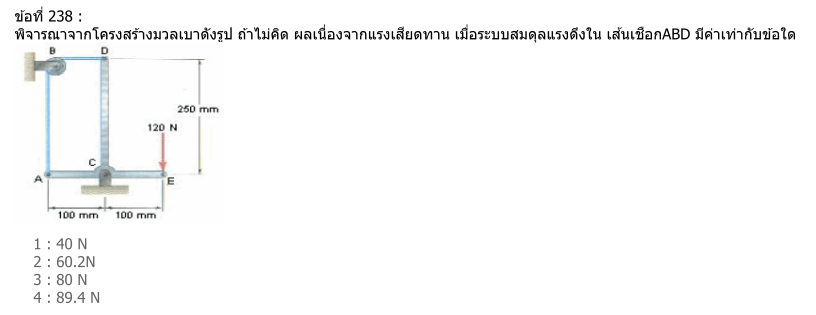 ข้อที่ 238 :
พิจารณาจากโครงสร้างมวลเบาดังรูป ถ้าไม่คิด ผลเนื่องจากแรงเสียดทาน เมื่อระบบสมดุลแรงดึงใน เส้นเชือกABD มีค่าเท่ากับข้อใด
B D
250 mm
120 N
C
A E
100 mm 100 mm
1 : 40 N
2 : 60.2N
3 : 80 N
4 : 89.4 N